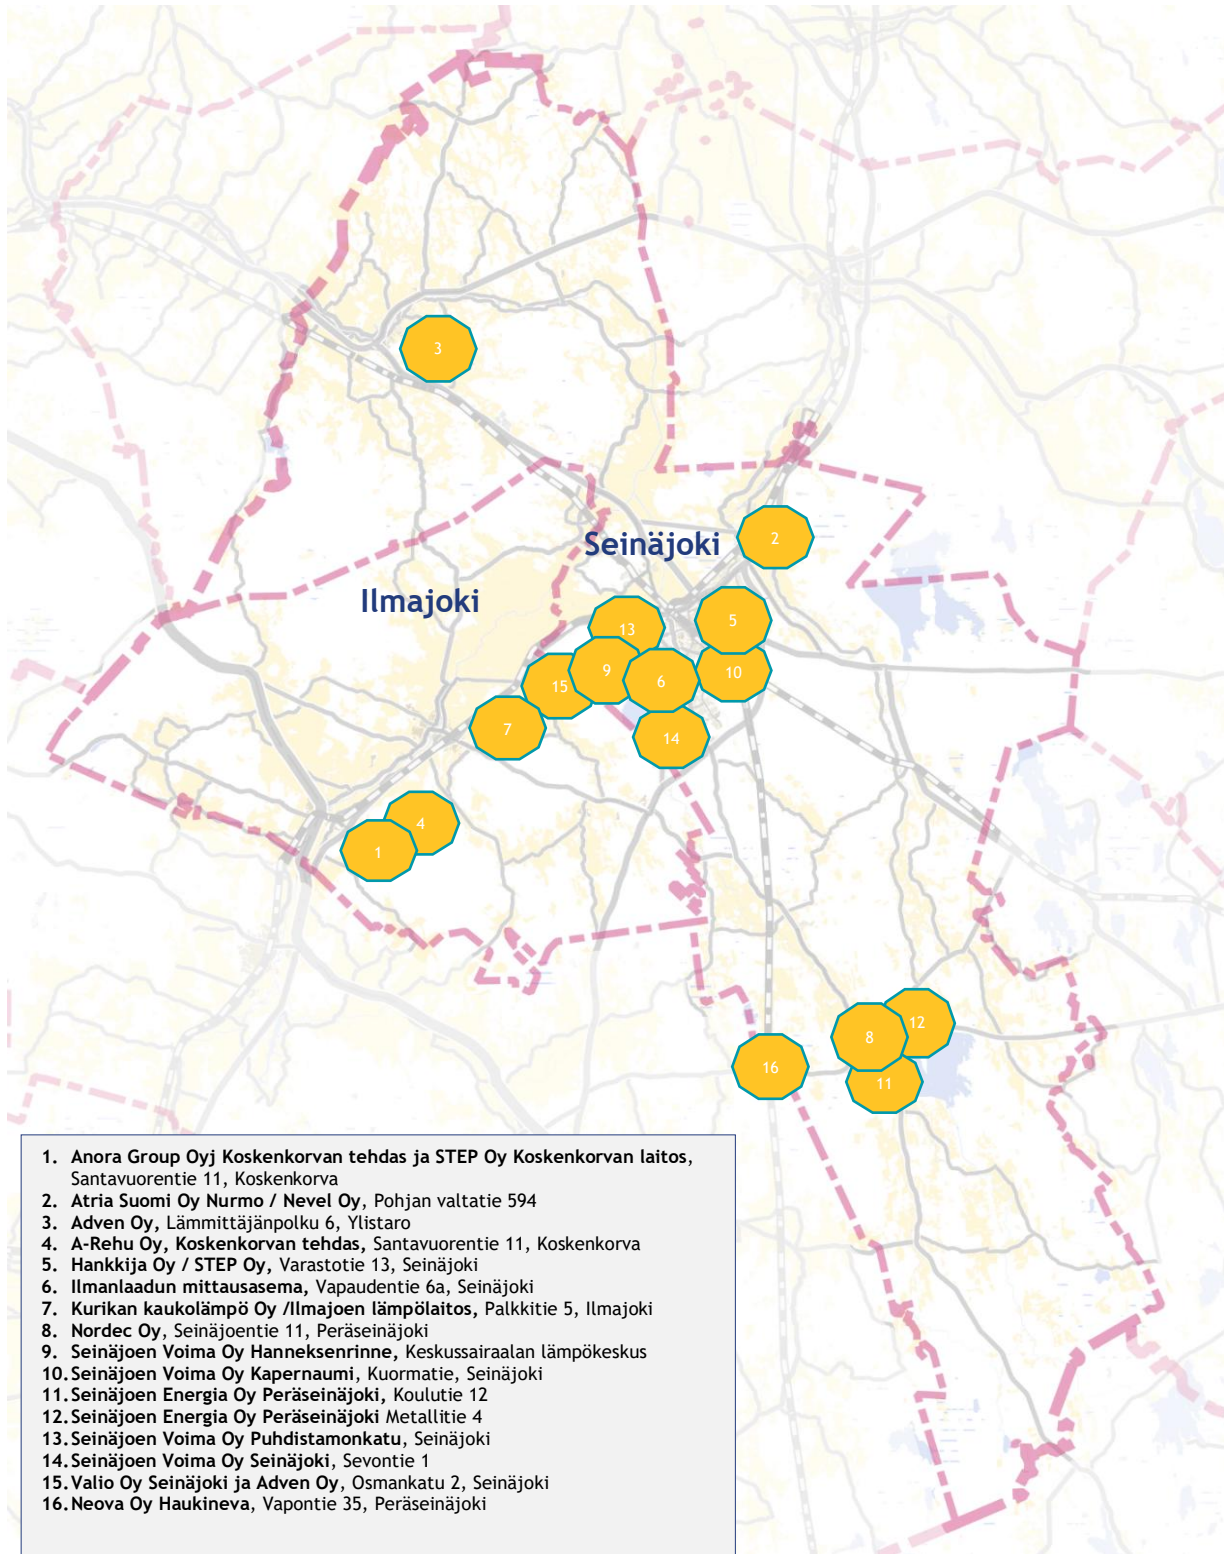 3
2
Seinäjoki
Ilmajoki
5
13
9
10
6
15
7
14
4
1
12
8
16
11
1. Anora Group Oyj Koskenkorvan tehdas ja STEP Oy Koskenkorvan laitos,
Santavuorentie 11, Koskenkorva
2. Atria Suomi Oy Nurmo / Nevel Oy, Pohjan valtatie 594
3. Adven Oy, Lämmittäjänpolku 6, Ylistaro
4. A-Rehu Oy, Koskenkorvan tehdas, Santavuorentie 11, Koskenkorva
5. Hankkija Oy / STEP Oy, Varastotie 13, Seinäjoki
6. Ilmanlaadun mittausasema, Vapaudentie 6a, Seinäjoki
7. Kurikan kaukolämpö Oy /Ilmajoen lämpölaitos, Palkkitie 5, Ilmajoki
8. Nordec Oy, Seinäjoentie 11, Peräseinäjoki
9. Seinäjoen Voima Oy Hanneksenrinne, Keskussairaalan lämpökeskus
10. Seinäjoen Voima Oy Kapernaumi, Kuormatie, Seinäjoki
11. Seinäjoen Energia Oy Peräseinäjoki, Koulutie 12
12. Seinäjoen Energia Oy Peräseinäjoki Metallitie 4
13. Seinäjoen Voima Oy Puhdistamonkatu, Seinäjoki
14. Seinäjoen Voima Oy Seinäjoki, Sevontie 1
15. Valio Oy Seinäjoki ja Adven Oy, Osmankatu 2, Seinäjoki
16. Neova Oy Haukineva, Vapontie 35, Peräseinäjoki